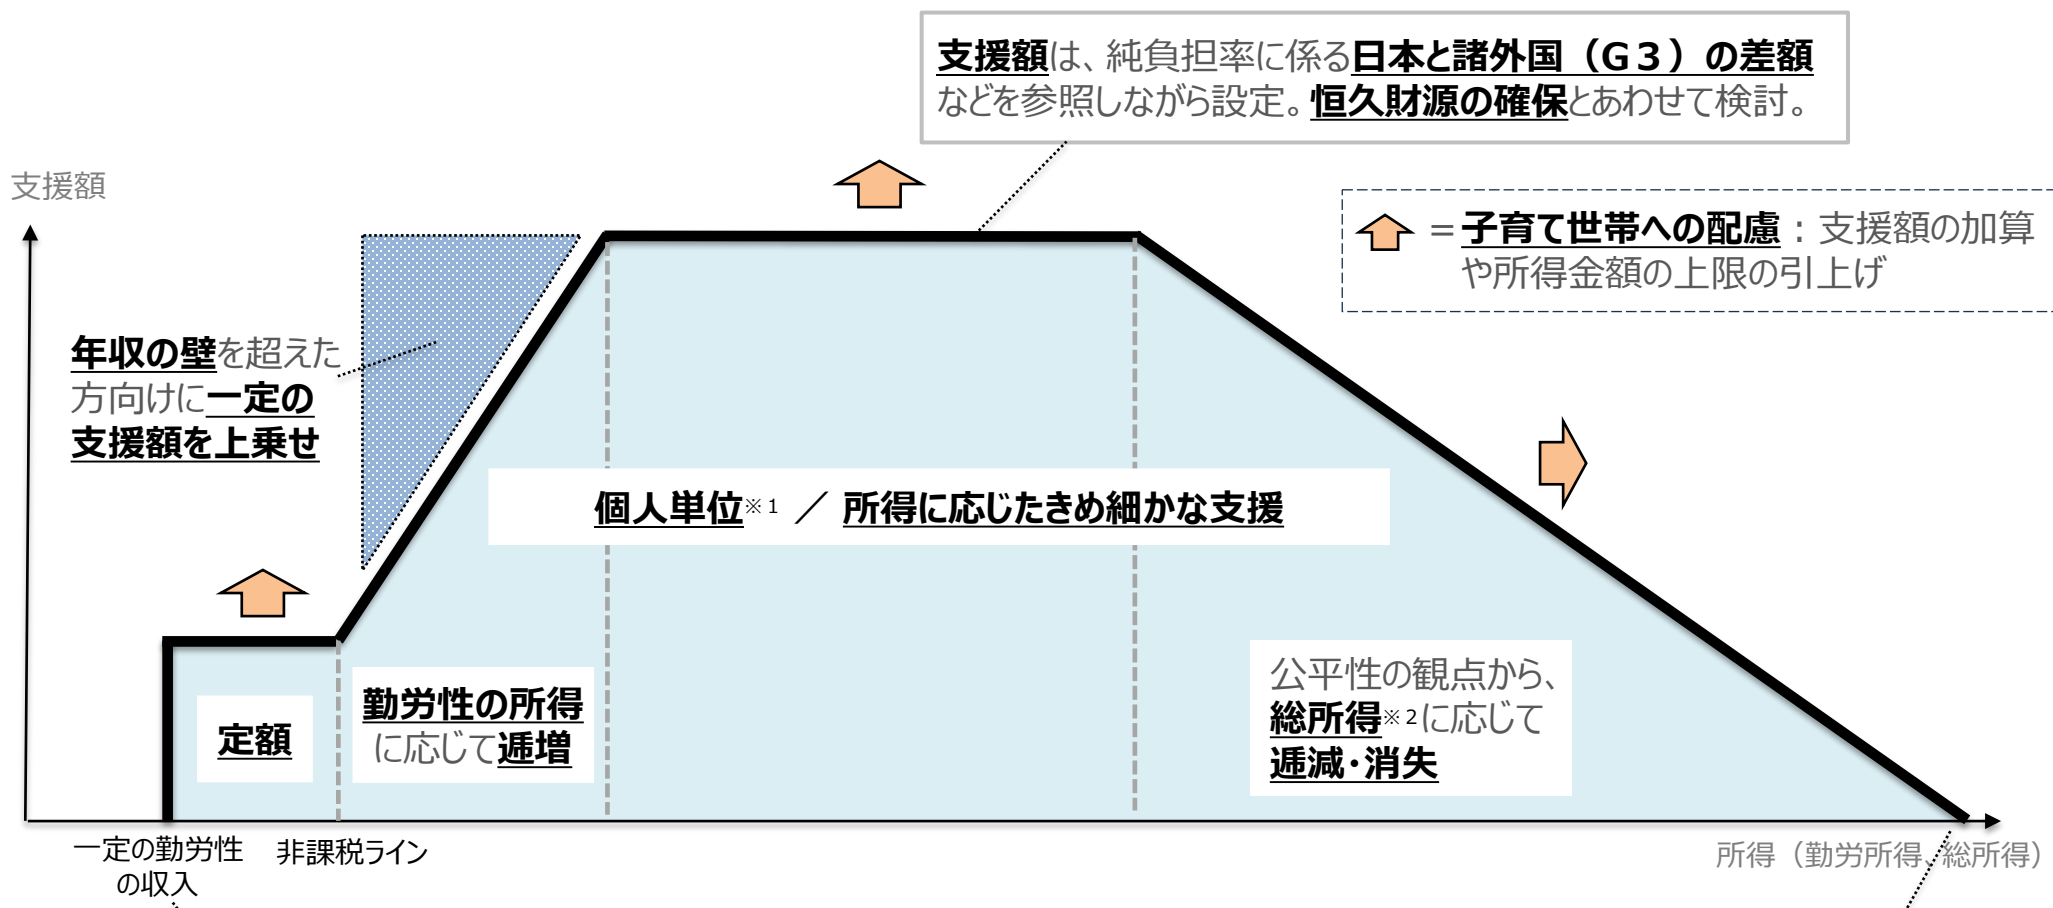 支援額は、純負担率に係る日本と諸外国（G３）の差額
などを参照しながら設定。恒久財源の確保とあわせて検討。
支援額
＝子育て世帯への配慮：支援額の加算
や所得金額の上限の引上げ
年収の壁を超えた
方向けに一定の
支援額を上乗せ
個人単位※１ ／ 所得に応じたきめ細かな支援
定額
勤労性の所得
に応じて逓増
公平性の観点から、
総所得※２に応じて
逓減・消失
一定の勤労性
の収入
非課税ライン
所得（勤労所得、総所得）